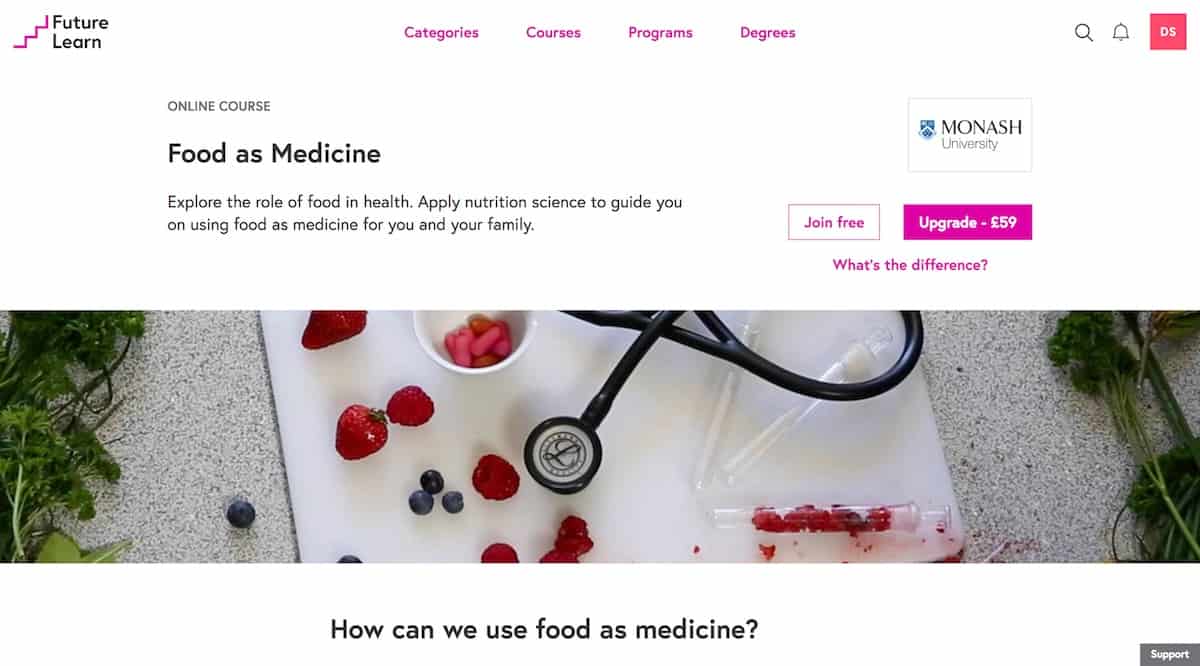 Future
Learn
Categories
Courses
Programs
Degrees
DS
ONLINE COURSE
Food as Medicine
Explore the role of food in health. Apply nutrition science to guide you
on using food as medicine for you and your family.
MONASH
University
Join free
Upgrade - £59
What's the difference?
How can we use food as medicine?
Support